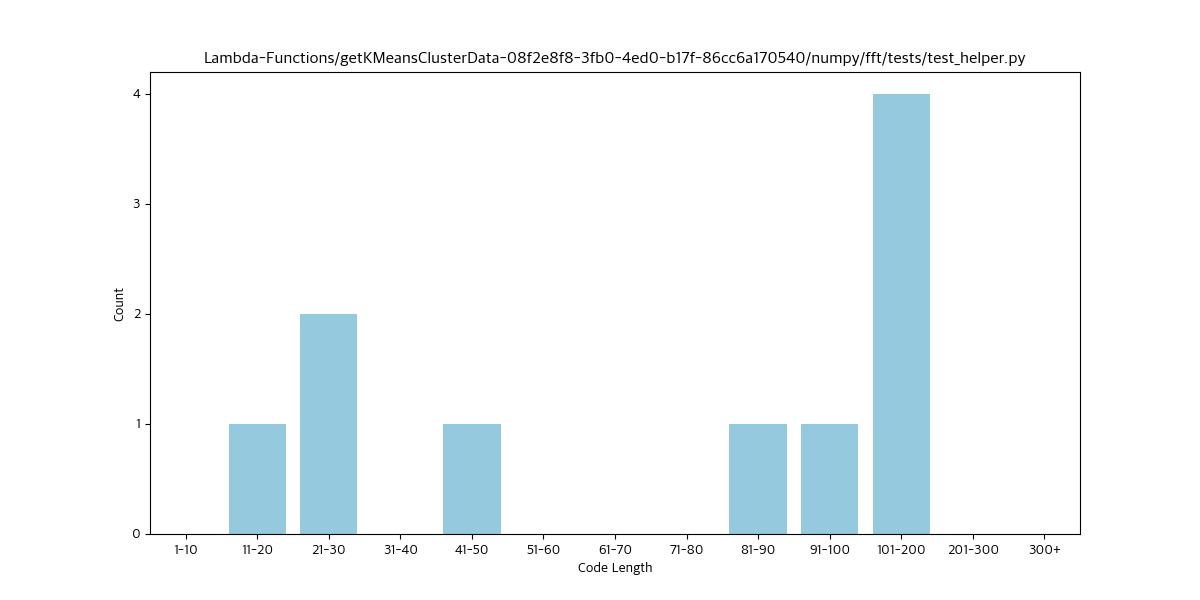 Lambda-Functions/getKMeansClusterData-08f2e8f8-3fb0-4ed0-b17f-86cc6a170540/numpy/fft/tests/test_helper.py
4
3
2
1
0
Count
1-10 11-20 21-30 31-40 41-50 51-60 61-70 71-80 81-90 91-100 101-200 201-300 300+
Code Length